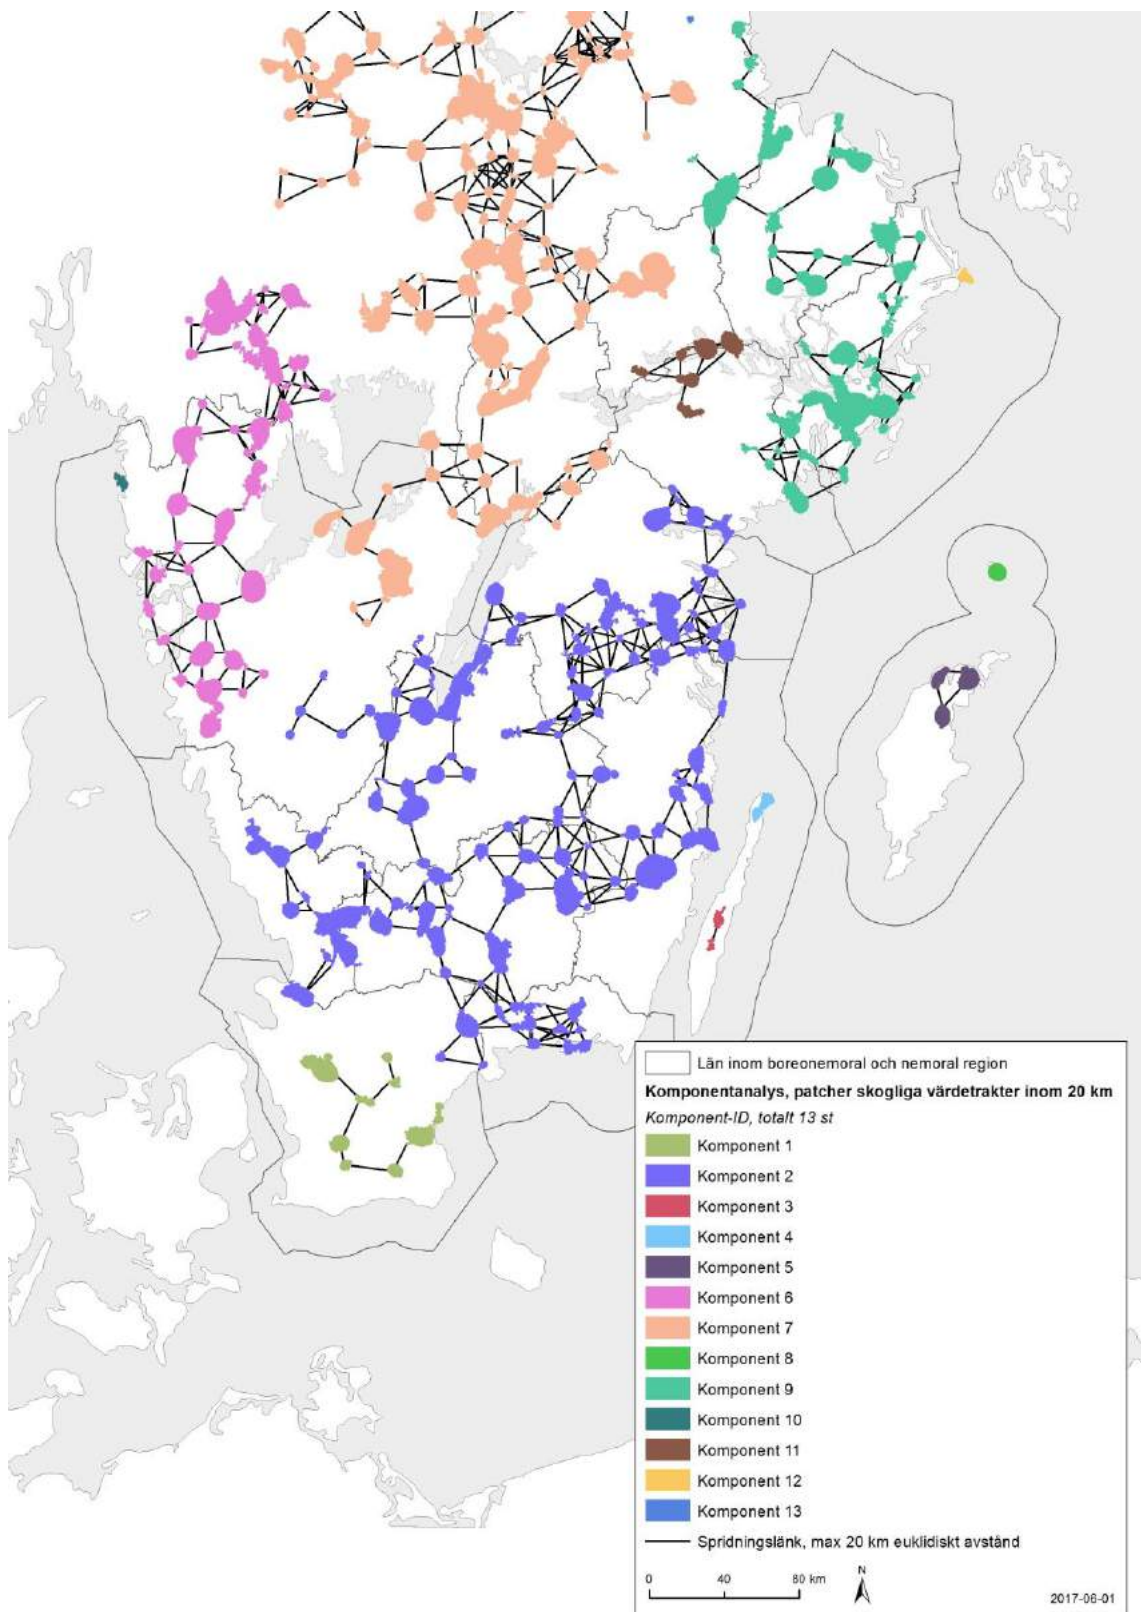 Län inom boreonemoral och nemoral region
Komponentanalys, patcher skogliga värdetrakter inom 20 km
Komponent-ID, totalt 13 st
Komponent 1
Komponent 2
Komponent 3
Komponent 4
Komponent 5
Komponent 6
Komponent 7
Komponent 8
Komponent 9
Komponent 10
Komponent 11
Komponent 12
Komponent 13
Spridningslänk, max 20 km euklidiskt avstånd
0 40 80 km
N
2017-06-01